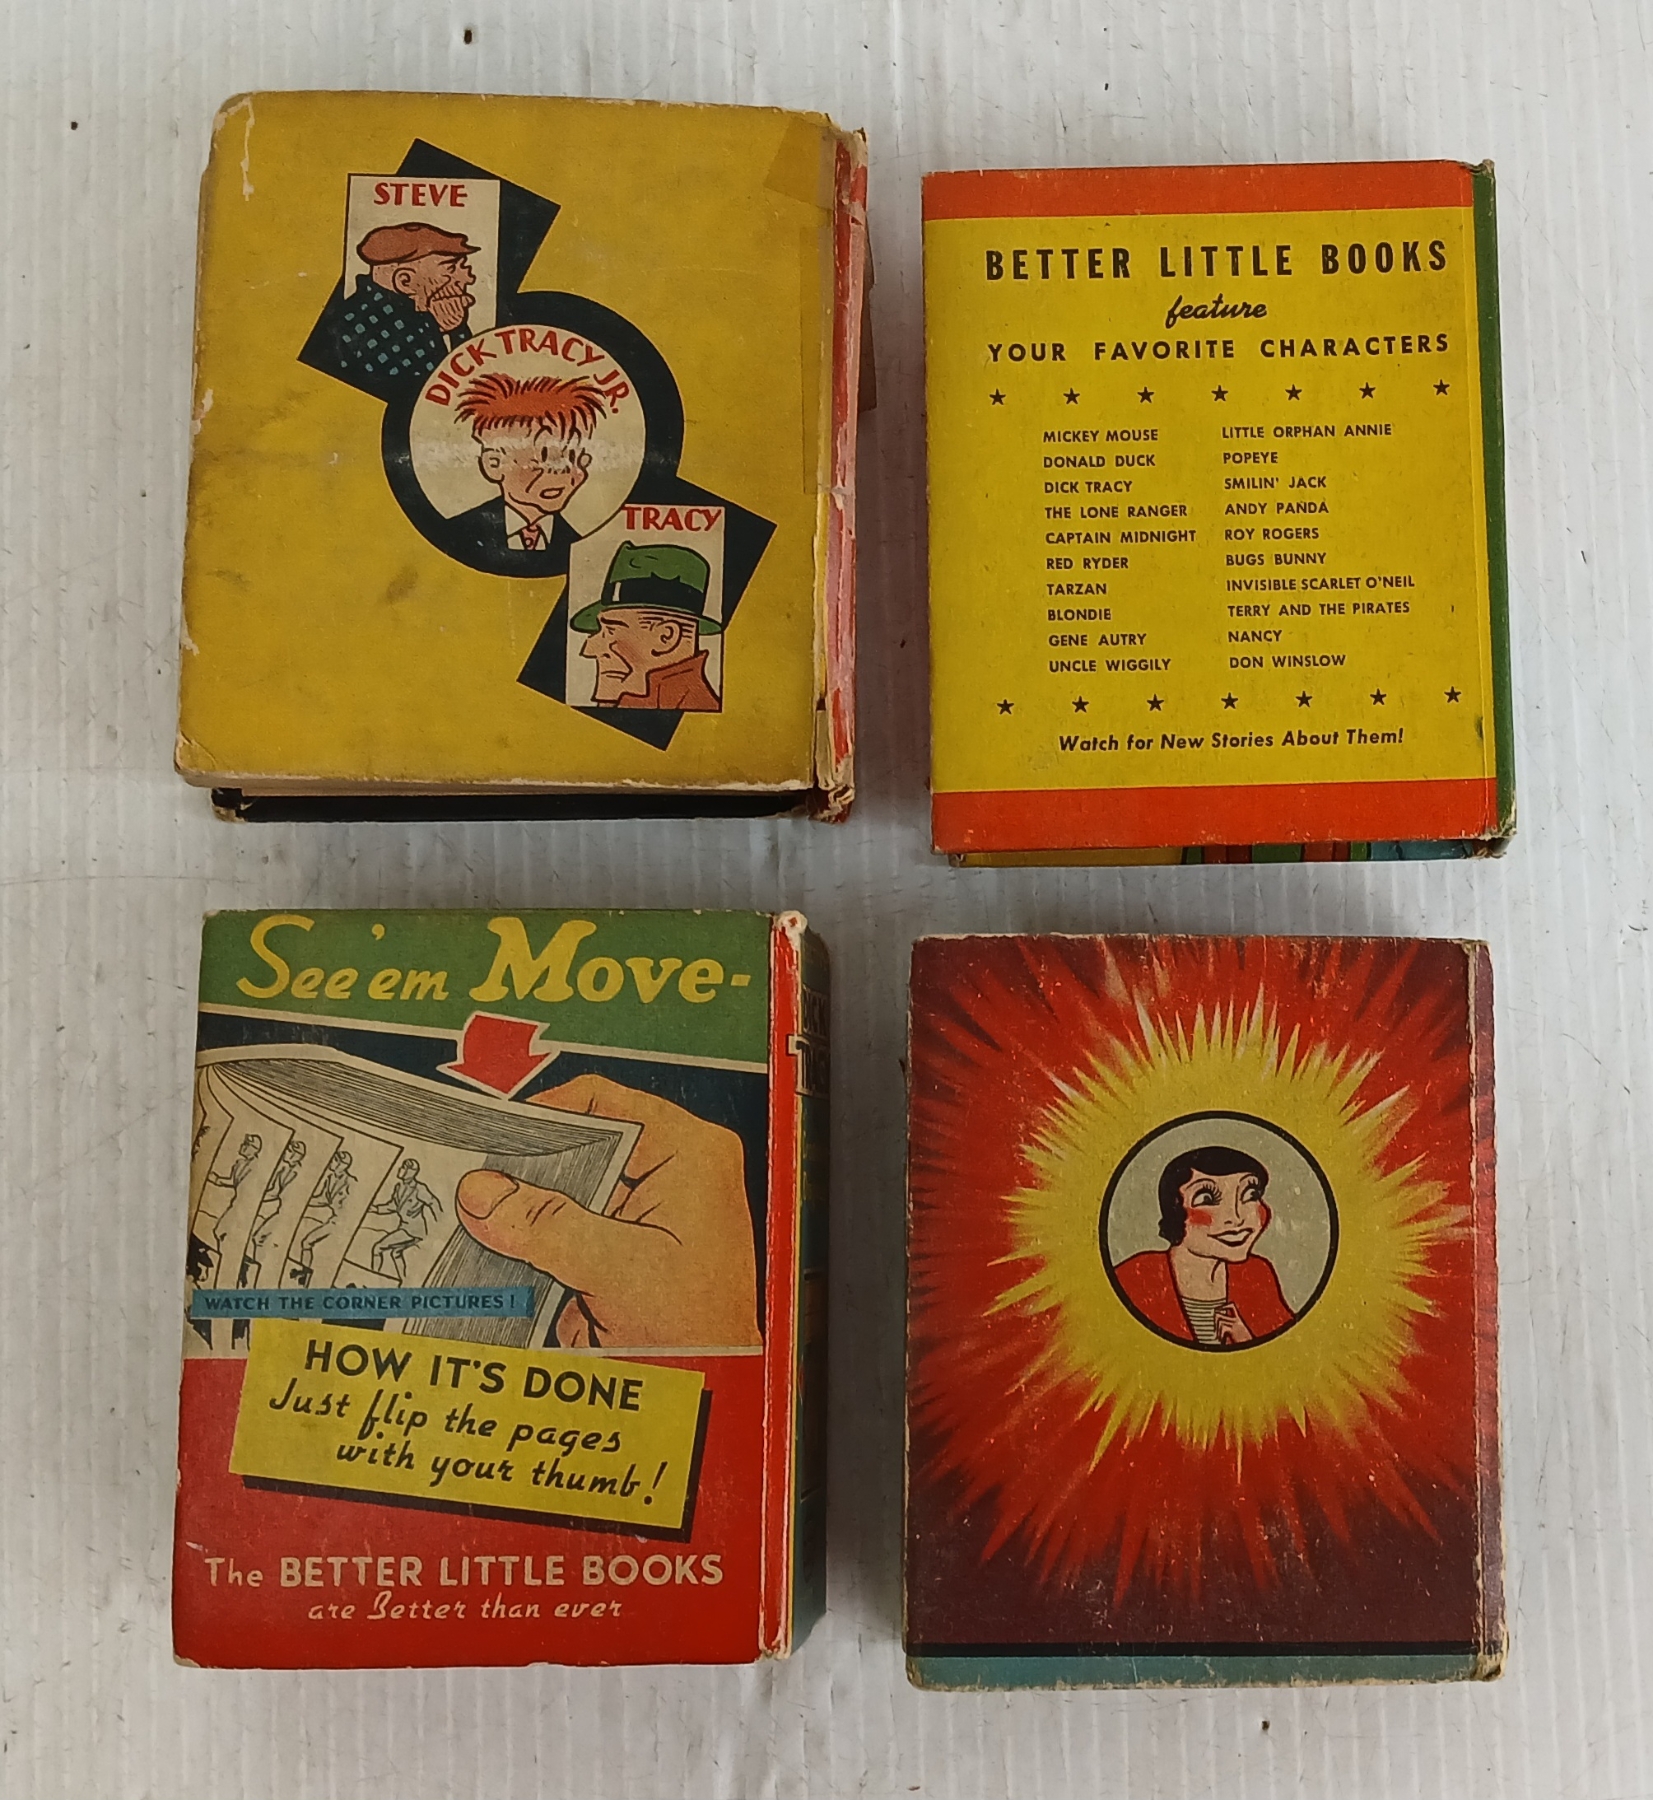 STEVE
DICK TRACY JR.
TRACY
BETTER LITTLE BOOKS
feature
YOUR FAVORITE CHARACTERS
MICKEY MOUSE
DONALD DUCK
DICK TRACY
THE LONE RANGER
CAPTAIN MIDNIGHT
RED RYDER
TARZAN
BLONDIE
GENE AUTRY
UNCLE WIGGILY
LITTLE ORPHAN ANNIE
POPEYE
SMILIN' JACK
ANDY PANDA
ROY ROGERS
BUGS BUNNY
INVISIBLE SCARLET O'NEIL
TERRY AND THE PIRATES
NANCY
DON WINSLOW
Watch for New Stories About Them!
See 'em Move-
WATCH THE CORNER PICTURES!
HOW IT'S DONE
Just flip the pages
with your thumb!
The BETTER LITTLE BOOKS
are Better than ever